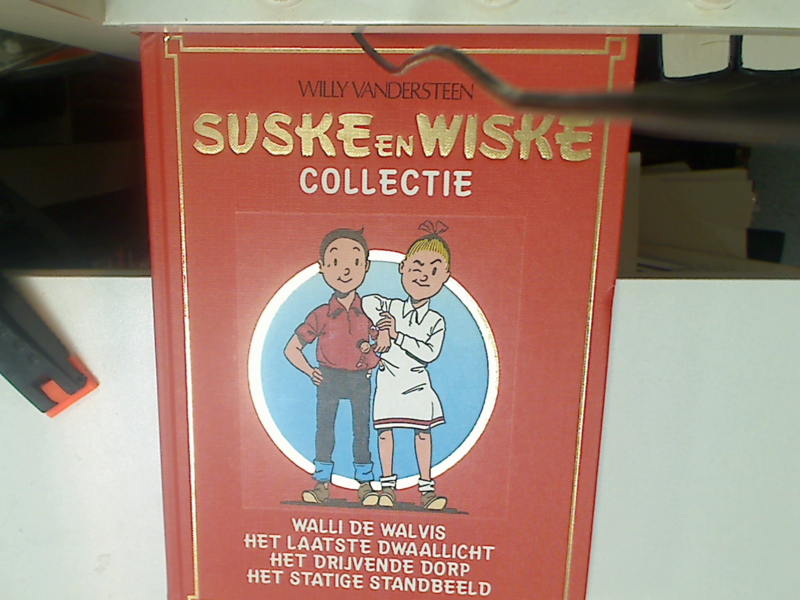 WILLY VANDERSTEEN
SUSKE EN WISKE
COLLECTIE
WALLI DE WALVIS
HET LAATSTE DWAALLICHT
HET DRIJVENDE DORP
HET STATIGE STANDBEELD